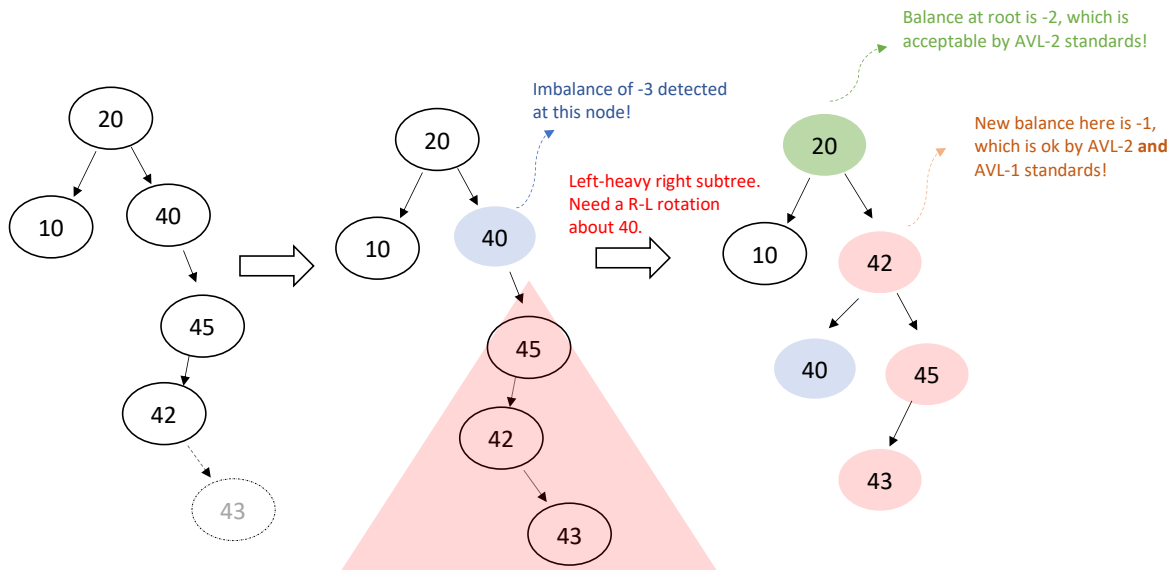 Balance at root is -2, which is
acceptable by AVL-2 standards!
Imbalance of -3 detected
at this node!
New balance here is -1,
which is ok by AVL-2 and
AVL-1 standards!
Left-heavy right subtree.
Need a R-L rotation
about 40.
20
10
40
45
42
43
20
10
40
45
42
43
20
10
42
40
45
43